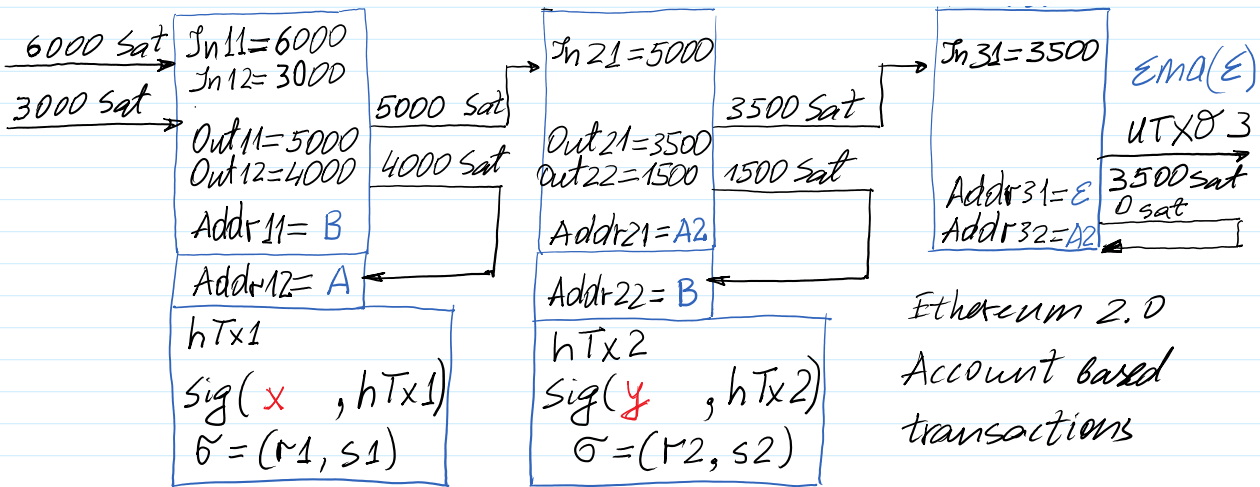 6000 Sat
3000 Sat
In11=6000
In12=3000
Out11=5000
Out12=4000
Addr11= B
Addr12= A
hTx1
Sig( x , hTx1)
σ=(r1, s1)
5000 Sat
4000 Sat
In21=5000
Out21=3500
Out22=1500
Addr21=A2
Addr22= B
hTx2
Sig( y , hTx2)
σ=(r2, s2)
3500 Sat
1500 Sat
In31=3500
Addr31=E
Addr32=A2
Ema(E)
UTXO 3
3500 sat
0 sat
Ethereum 2.0
Account based
transactions